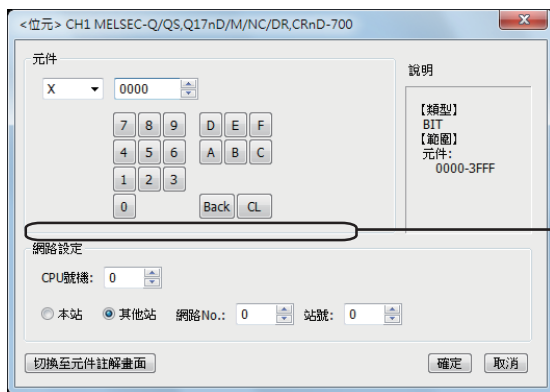 <位元> CH1 MELSEC-Q/QS,Q17nD/M/NC/DR,CRnD-700
元件
X 0000
7 8 9 D E F
4 5 6 A B C
1 2 3
0 Back CL
說明
【類型】
BIT
【範圍】
元件:
0000-3FFF
網路設定
CPU號機: 0
本站 其他站 網路No.: 0 站號: 0
切換至元件註解畫面 確定 取消